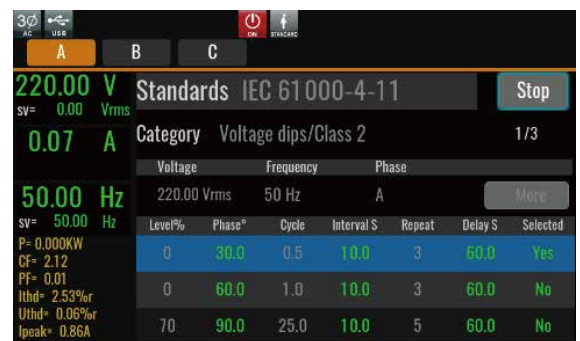 3Ø
AC
USB
ON
STANDARD
A B C
220.00 V
sv= 0.00 Vrms
0.07 A
50.00 Hz
sv= 50.00 Hz
P= 0.000KW
CF= 2.12
PF= 0.01
Ithd= 2.53%r
Uthd= 0.06%r
Ipeak= 0.86A
Standards IEC 61000-4-11 Stop
Category Voltage dips/Class 2 1/3
Voltage Frequency Phase
220.00 Vrms 50 Hz A More
Level% Phase° Cycle Interval S Repeat Delay S Selected
0 30.0 0.5 10.0 3 60.0 Yes
0 60.0 1.0 10.0 3 60.0 No
70 90.0 25.0 10.0 5 60.0 No